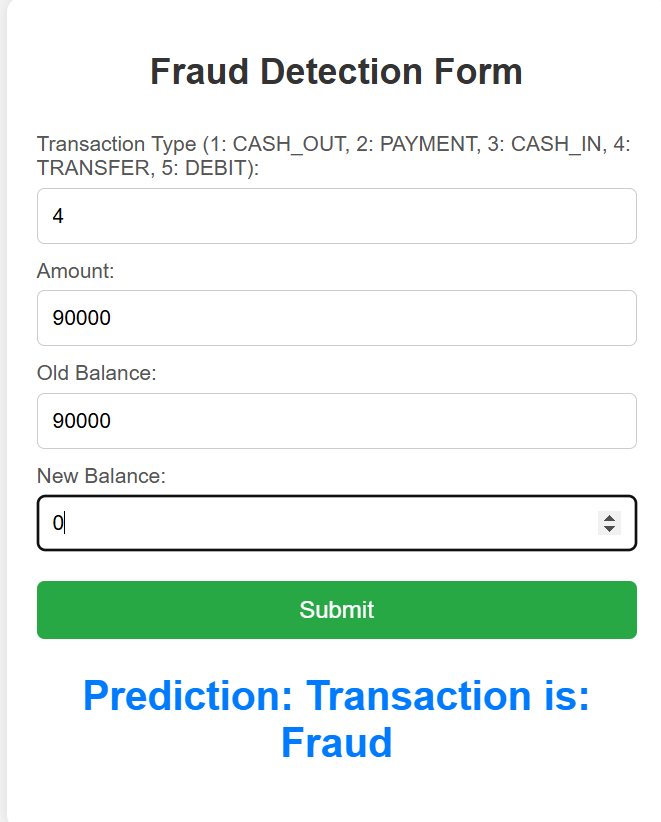 Fraud Detection Form
Transaction Type (1: CASH_OUT, 2: PAYMENT, 3: CASH_IN, 4:
TRANSFER, 5: DEBIT):
4
Amount:
90000
Old Balance:
90000
New Balance:
0
Submit
Prediction: Transaction is:
Fraud